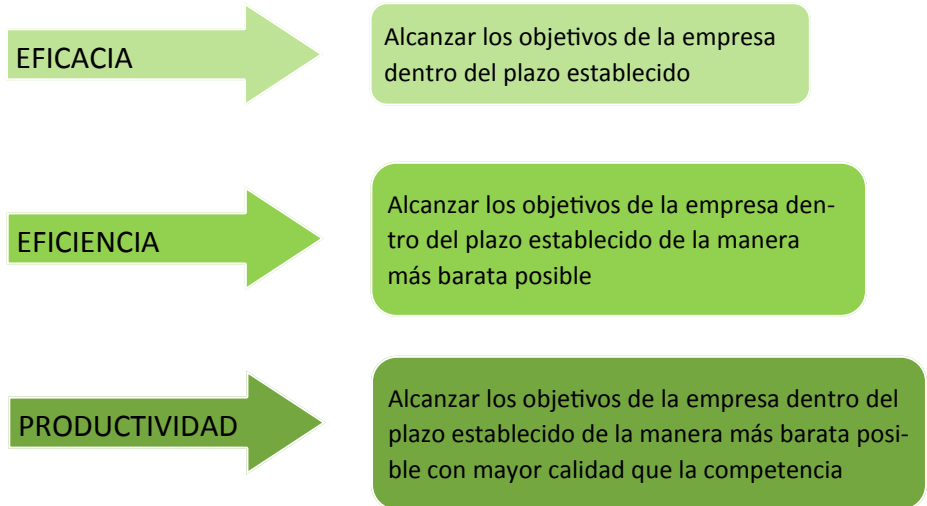 EFICACIA
Alcanzar los objetivos de la empresa
dentro del plazo establecido
EFICIENCIA
Alcanzar los objetivos de la empresa den-
tro del plazo establecido de la manera
más barata posible
PRODUCTIVIDAD
Alcanzar los objetivos de la empresa dentro del
plazo establecido de la manera más barata posi-
ble con mayor calidad que la competencia